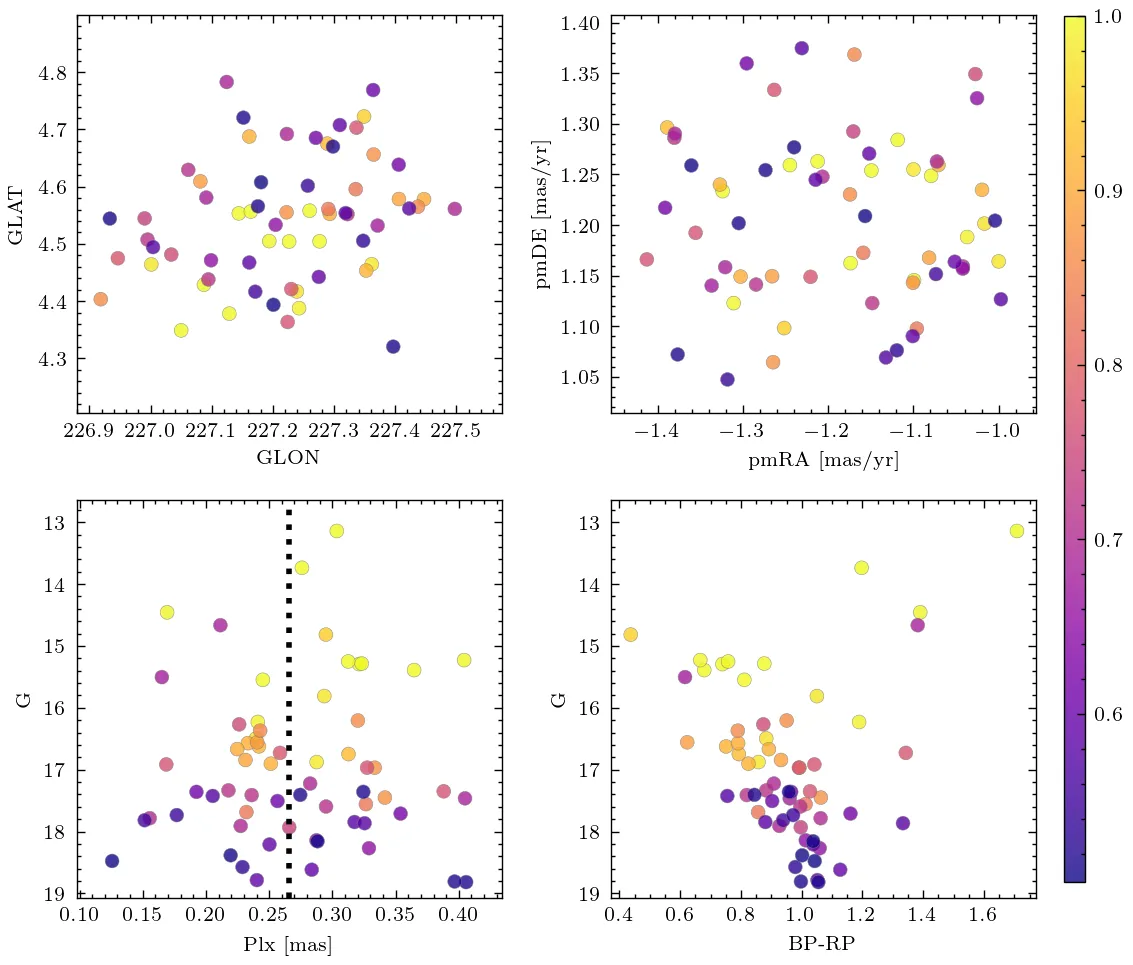 4.8
4.7
4.6
4.5
4.4
4.3
GLAT
226.9 227.0 227.1 227.2 227.3 227.4 227.5
GLON
1.40
1.35
1.30
1.25
1.20
1.15
1.10
1.05
pmDE [mas/yr]
−1.4 −1.3 −1.2 −1.1 −1.0
pmRA [mas/yr]
13
14
15
16
17
18
19
G
0.10 0.15 0.20 0.25 0.30 0.35 0.40
Plx [mas]
13
14
15
16
17
18
19
G
0.4 0.6 0.8 1.0 1.2 1.4 1.6
BP-RP
1.0
0.9
0.8
0.7
0.6